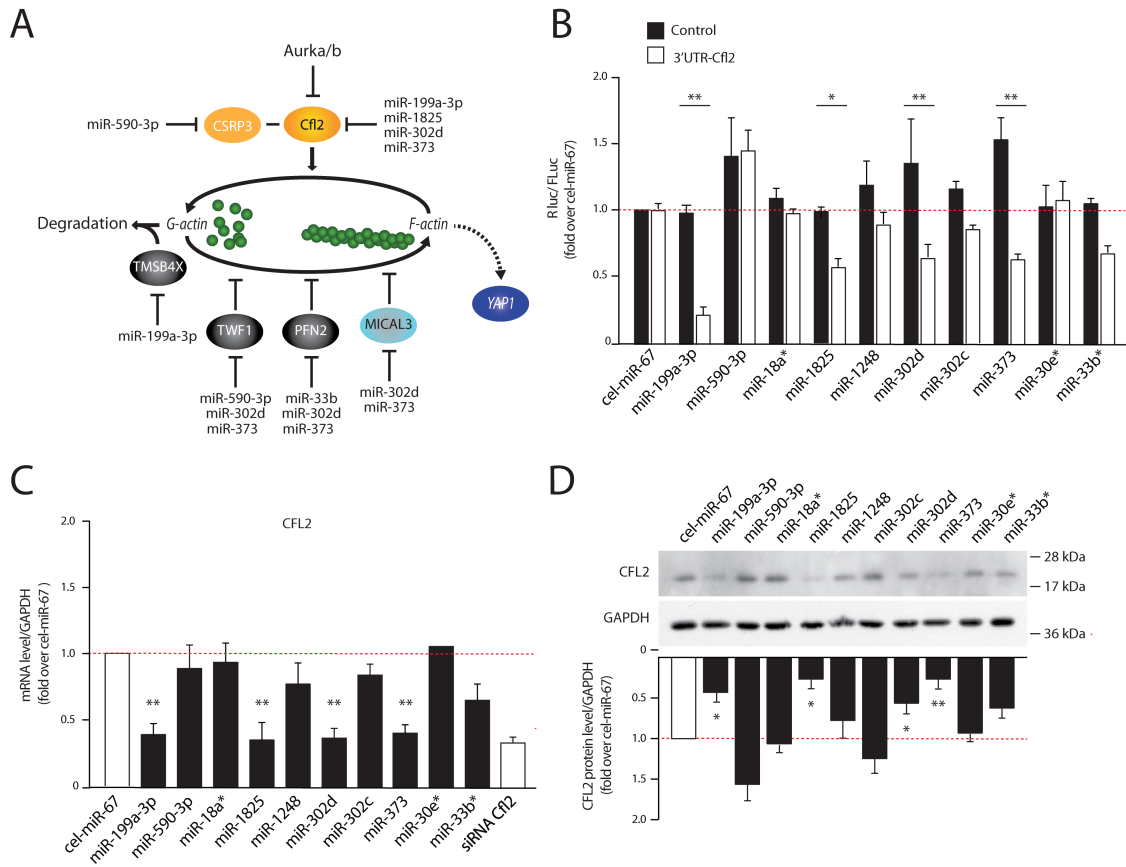 A
Aurka/b
miR-590-3p
CSRP3
Cfl2
miR-199a-3p
miR-1825
miR-302d
miR-373
Degradation
G-actin
F-actin
TMSB4X
YAP1
miR-199a-3p
TWF1
PFN2
MICAL3
miR-590-3p
miR-302d
miR-373
miR-33b
miR-302d
miR-373
miR-302d
miR-373
B
Control
3'UTR-Cfl2
R luc/ FLuc
(fold over cel-miR-67)
2.0
1.5
1.0
0.5
0
**
*
**
**
cel-miR-67
miR-199a-3p
miR-590-3p
miR-18a*
miR-1825
miR-1248
miR-302d
miR-302c
miR-373
miR-30e*
miR-33b*
C
CFL2
mRNA level/GAPDH
(fold over cel-miR-67)
2.0
1.5
1.0
0.5
0
**
**
**
**
cel-miR-67
miR-199a-3p
miR-590-3p
miR-18a*
miR-1825
miR-1248
miR-302d
miR-302c
miR-373
miR-30e*
miR-33b*
siRNA Cfl2
D
cel-miR-67
miR-199a-3p
miR-590-3p
miR-18a*
miR-1825
miR-1248
miR-302c
miR-302d
miR-373
miR-30e*
miR-33b*
CFL2
28 kDa
17 kDa
GAPDH
36 kDa
CFL2 protein level/GAPDH
(fold over cel-miR-67)
0
0.5
1.0
1.5
2.0
*
*
*
**